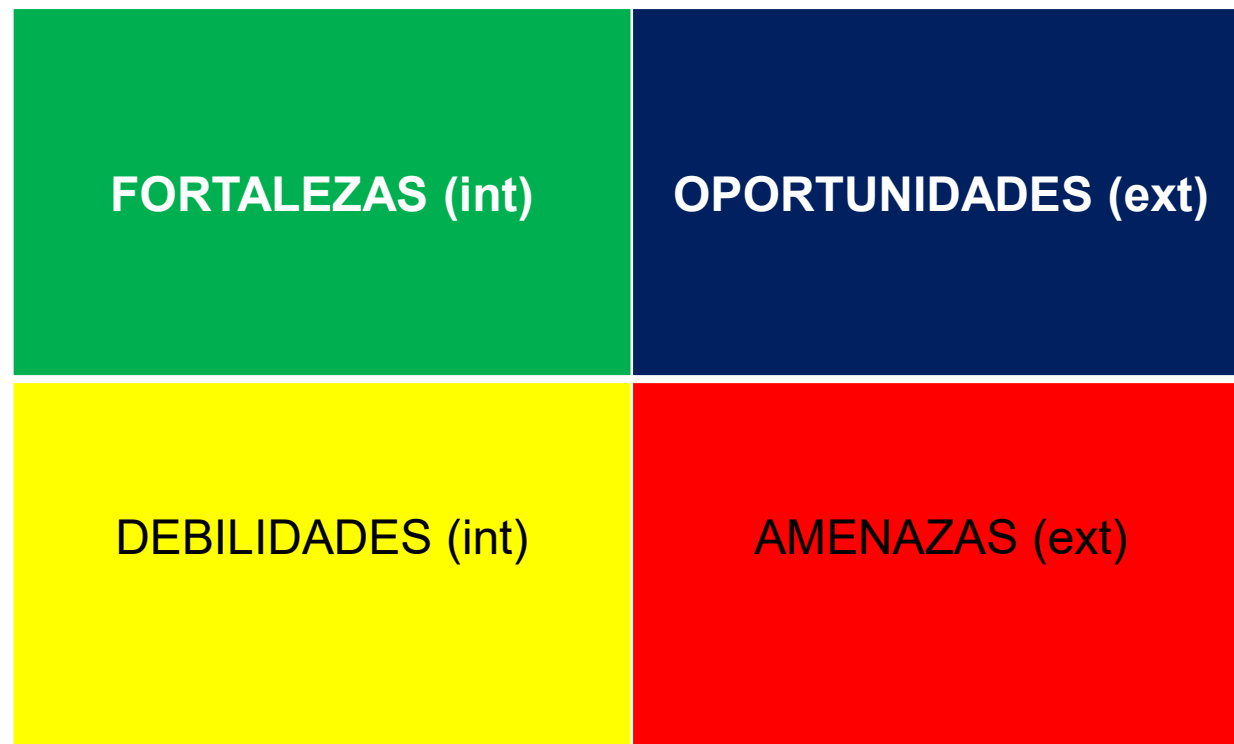 FORTALEZAS (int)
OPORTUNIDADES (ext)
DEBILIDADES (int)
AMENAZAS (ext)